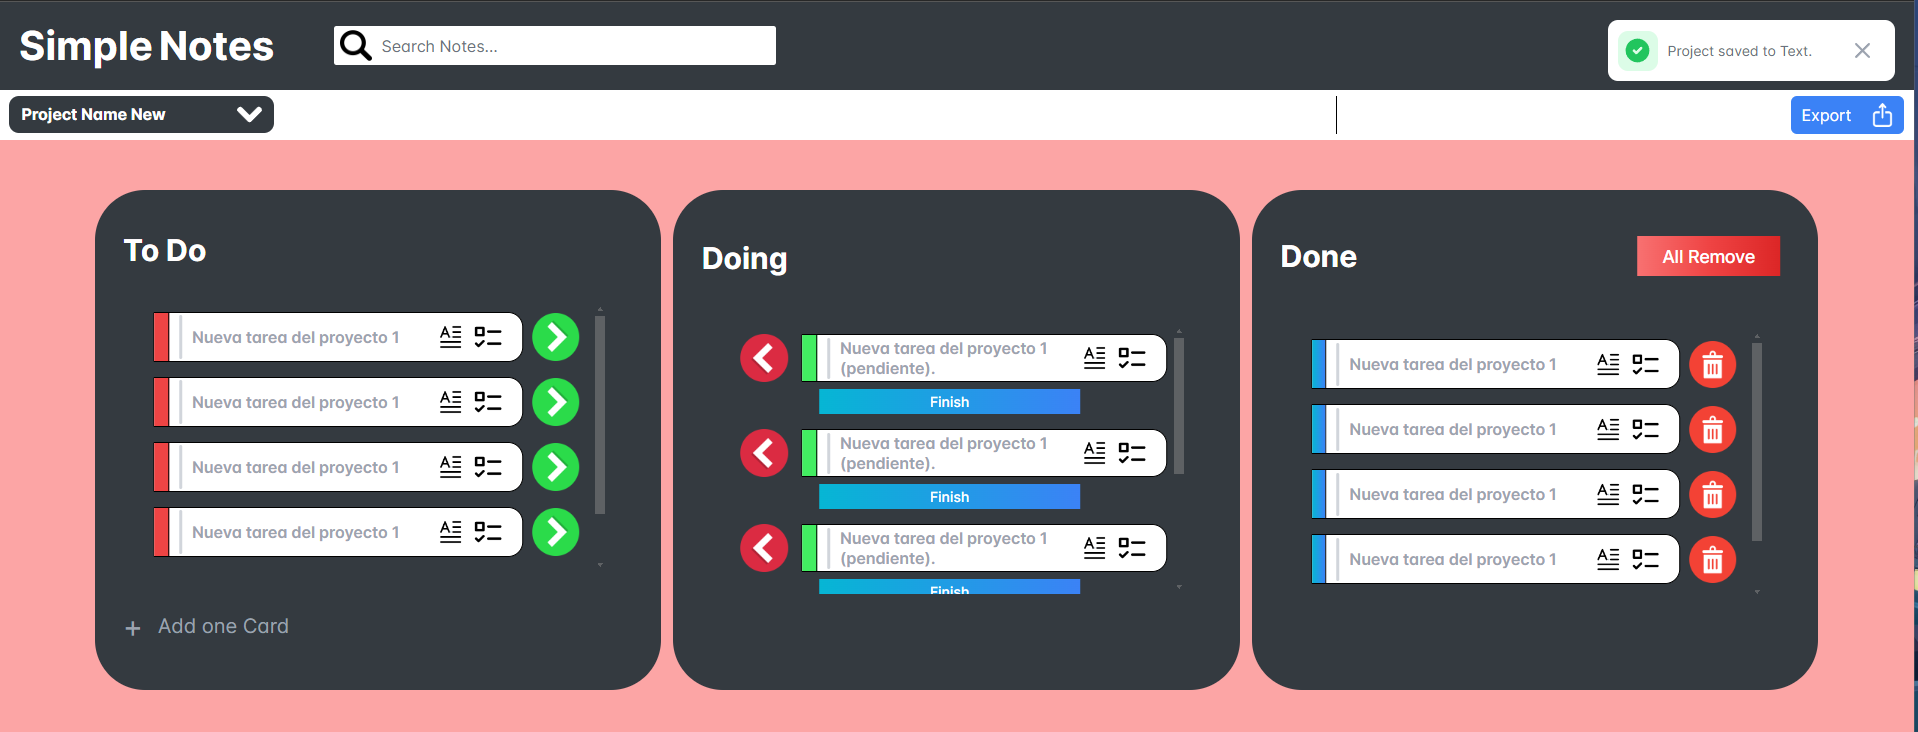 Simple Notes
Search Notes...
Project saved to Text.
Project Name New
Export
To Do
Nueva tarea del proyecto 1
Nueva tarea del proyecto 1
Nueva tarea del proyecto 1
Nueva tarea del proyecto 1
+ Add one Card
Doing
Nueva tarea del proyecto 1
(pendiente).
Finish
Nueva tarea del proyecto 1
(pendiente).
Finish
Nueva tarea del proyecto 1
(pendiente).
Finish
Done
All Remove
Nueva tarea del proyecto 1
Nueva tarea del proyecto 1
Nueva tarea del proyecto 1
Nueva tarea del proyecto 1